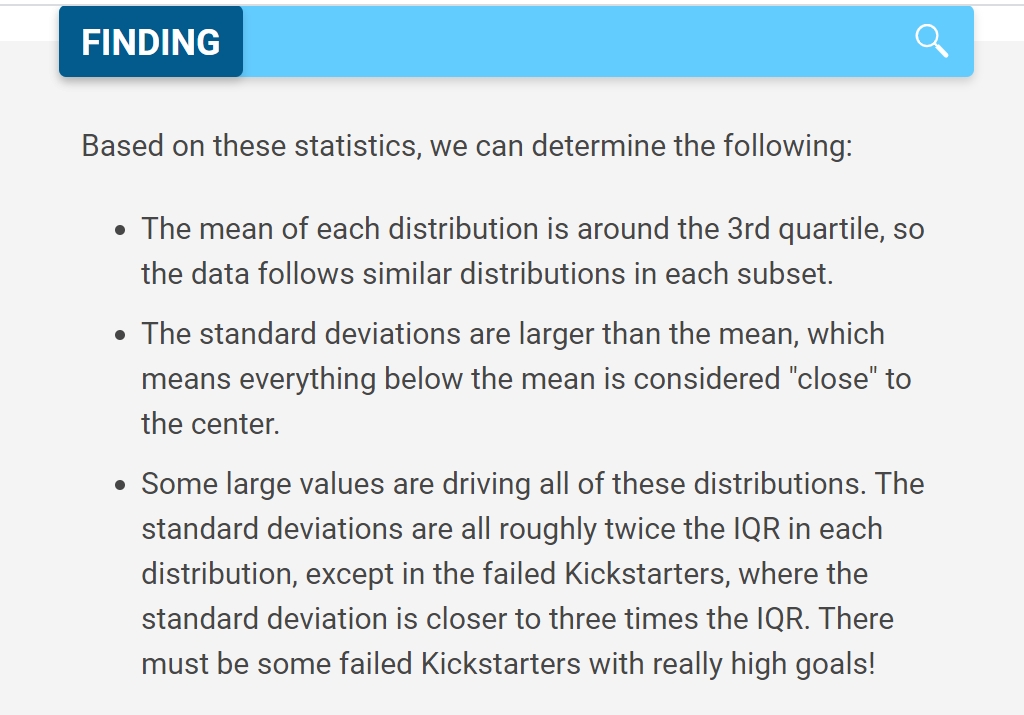 FINDING
Based on these statistics, we can determine the following:
• The mean of each distribution is around the 3rd quartile, so
the data follows similar distributions in each subset.
• The standard deviations are larger than the mean, which
means everything below the mean is considered "close" to
the center.
• Some large values are driving all of these distributions. The
standard deviations are all roughly twice the IQR in each
distribution, except in the failed Kickstarters, where the
standard deviation is closer to three times the IQR. There
must be some failed Kickstarters with really high goals!